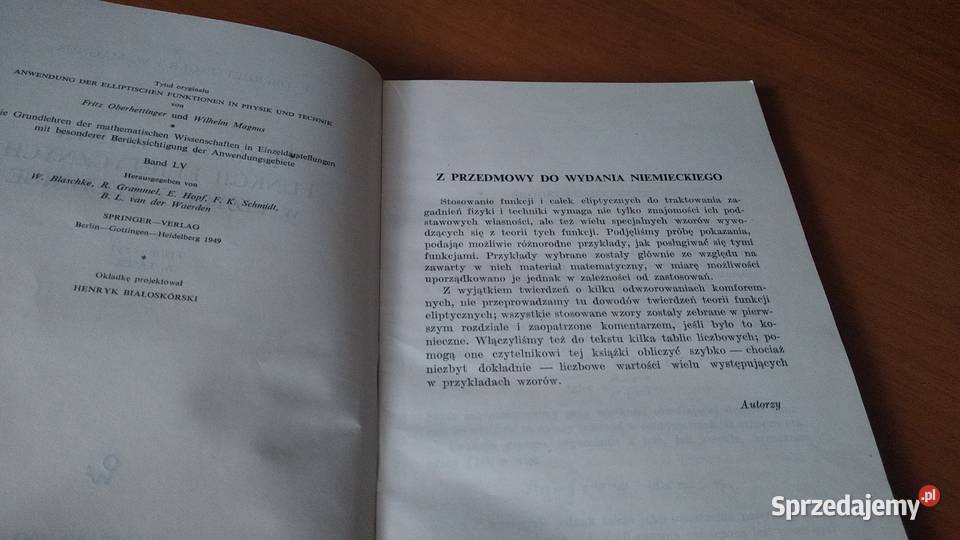 Tytuł oryginału
ANWENDUNG DER ELLIPTISCHEN FUNKTIONEN IN PHYSIK UND TECHNIK
von
Fritz Oberhettinger und Wilhelm Magnus
*
ie Grundlehren der mathematischen Wissenschaften in Einzeldarstellungen
mit besonderer Berücksichtigung der Anwendungsgebiete
Band LV
Herausgegeben von
W. Blaschke, R. Grammel, E. Hopf, F. K. Schmidt,
B. L. van der Waerden
SPRINGER—VERLAG
Berlin—Gottingen—Heidelberg 1949
*
Okładkę projektował
HENRYK BIAŁOSKÓRSKI
Z PRZEDMOWY DO WYDANIA NIEMIECKIEGO
Stosowanie funkcji i całek eliptycznych do traktowania za-
gadnień fizyki i techniki wymaga nie tylko znajomości ich pod-
stawowych własności, ale też wielu specjalnych wzorów wywo-
dzących się z teorii tych funkcji. Podjęliśmy próbę pokazania,
podając możliwie różnorodne przykłady, jak posługiwać się tymi
funkcjami. Przykłady wybrane zostały głównie ze względu na
zawarty w nich materiał matematyczny, w miarę możliwości
uporządkowano je jednak w zależności od zastosowań.
Z wyjątkiem twierdzeń o kilku odwzorowaniach komforem-
nych, nie przeprowadzamy tu dowodów twierdzeń teorii funkcji
eliptycznych; wszystkie stosowane wzory zostały zebrane w pierw-
szym rozdziale i zaopatrzone komentarzem, jeśli było to ko-
nieczne. Włączyliśmy też do tekstu kilka tablic liczbowych; po-
mogą one czytelnikowi tej książki obliczyć szybko — chociaż
niezbyt dokładnie — liczbowe wartości wielu występujących
w przykładach wzorów.
Autorzy
Sprzedajemy.pl